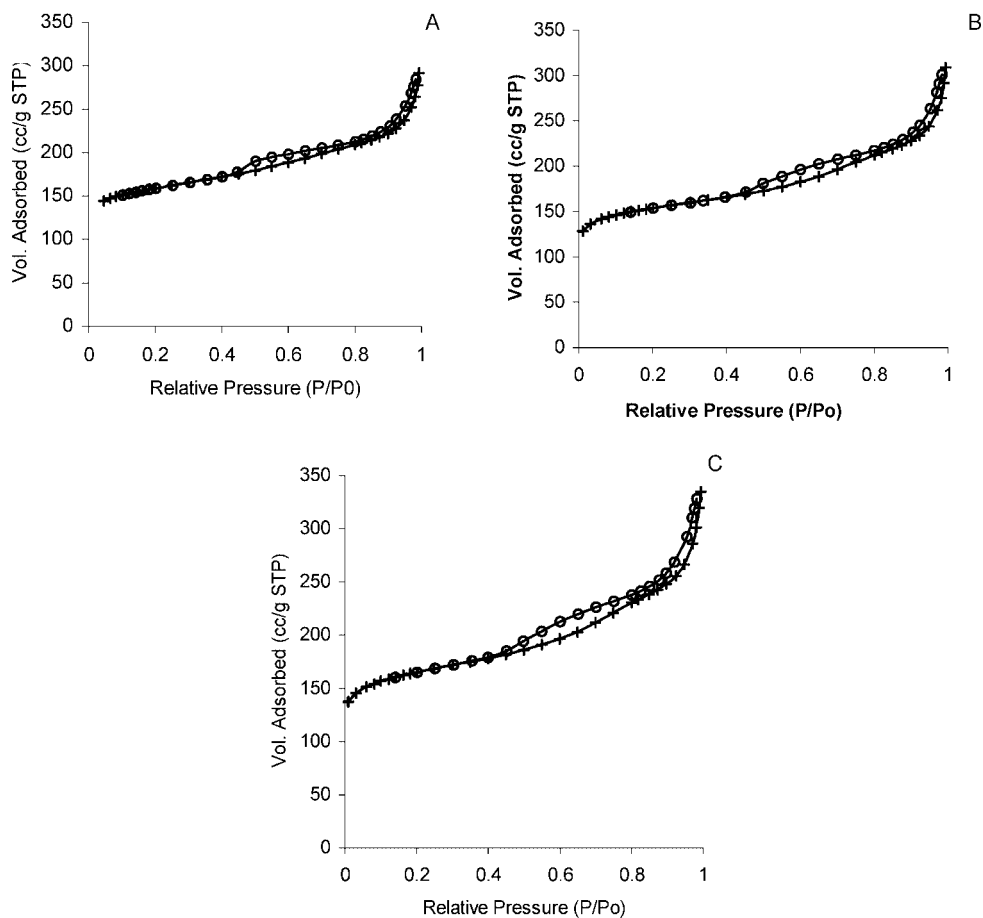 A
350
300
250
200
150
100
50
0
Vol. Adsorbed (cc/g STP)
0 0.2 0.4 0.6 0.8 1
Relative Pressure (P/P0)
B
350
300
250
200
150
100
50
0
Vol. Adsorbed (cc/g STP)
0 0.2 0.4 0.6 0.8 1
Relative Pressure (P/Po)
C
350
300
250
200
150
100
50
0
Vol. Adsorbed (cc/g STP)
0 0.2 0.4 0.6 0.8 1
Relative Pressure (P/Po)